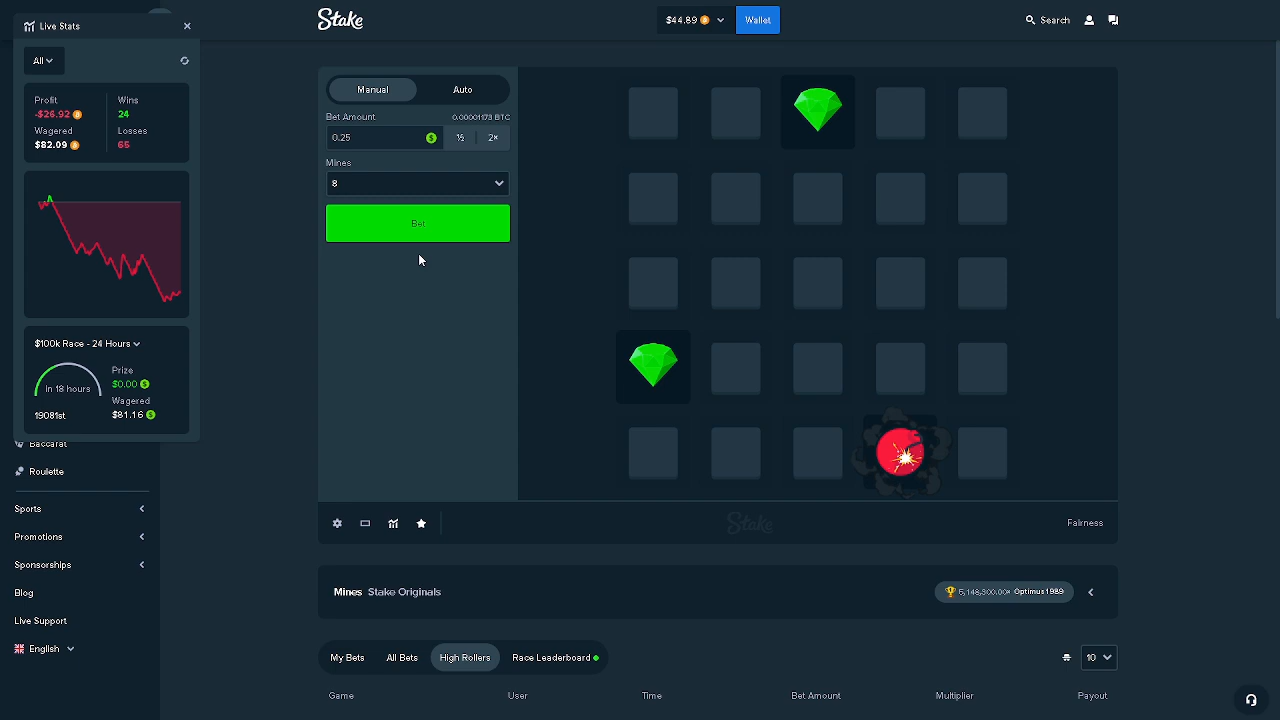 Live Stats
All
Profit
-$26.92
Wins
24
Wagered
$82.09
Losses
65
$100k Race - 24 Hours
In 18 hours
19081st
Prize
$0.00
Wagered
$81.16
Baccarat
Roulette
Sports
Promotions
Sponsorships
Blog
Live Support
English
Stake
$44.89
Wallet
Search
Manual
Auto
Bet Amount
0.00001173 BTC
0.25
½
2×
Mines
8
Bet
Stake
Fairness
Mines Stake Originals
5,148,300.00× Optimus1989
My Bets
All Bets
High Rollers
Race Leaderboard
10
Game
User
Time
Bet Amount
Multiplier
Payout